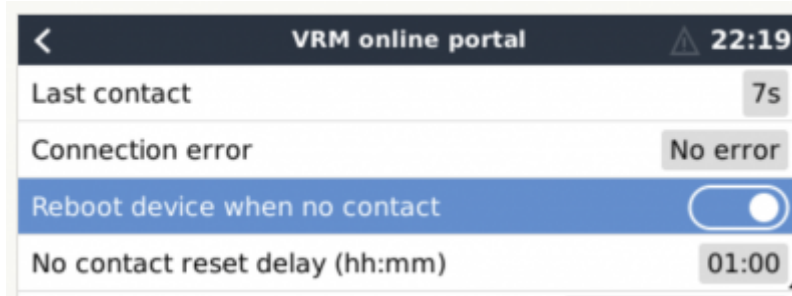 VRM online portal 22:19
Last contact 7s
Connection error No error
Reboot device when no contact
No contact reset delay (hh:mm) 01:00